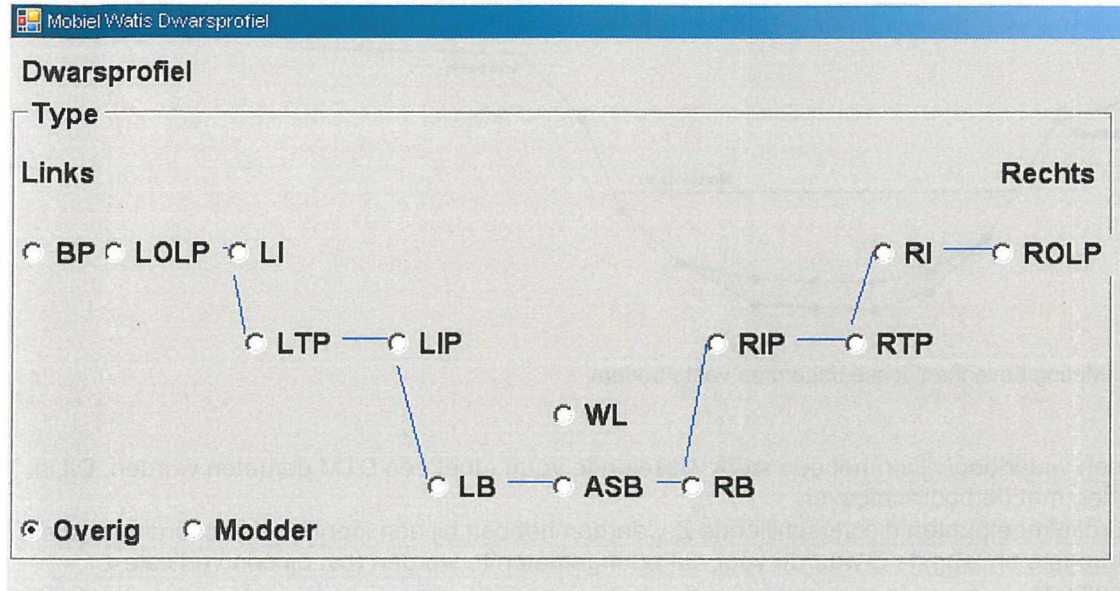 Mobiel Watis Dwarsprofiel
Dwarsprofiel
Type
Links Rechts
BP LOLP LI RI ROLP
LTP LIP RIP RTP
WL
LB ASB RB
Overig Modder